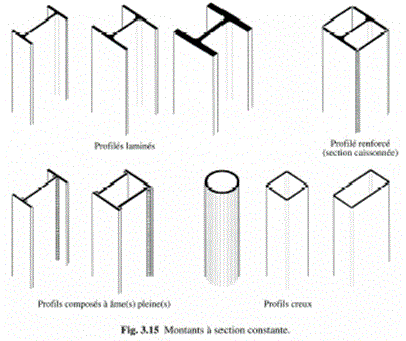 Profilés laminés
Profilé renforcé
(section caissonnée)
Profils composés à âme(s) pleine(s)
Profils creux
Fig. 3.15 Montants à section constante.